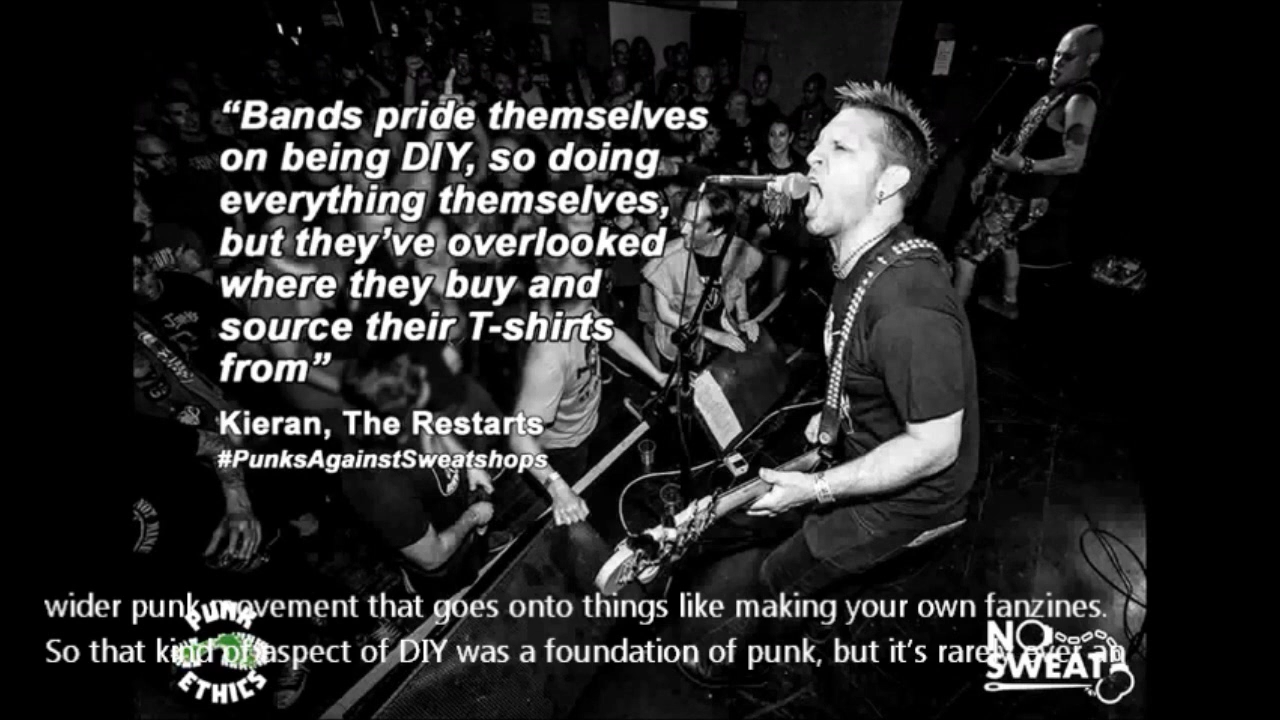 “Bands pride themselves
on being DIY, so doing
everything themselves,
but they’ve overlooked
where they buy and
source their T-shirts
from”
Kieran, The Restarts
#PunksAgainstSweatshops
wider punk movement that goes onto things like making your own fanzines.
So that kind of aspect of DIY was a foundation of punk, but it’s rarely ever an
PUNK
ETHICS
NO
SWEAT